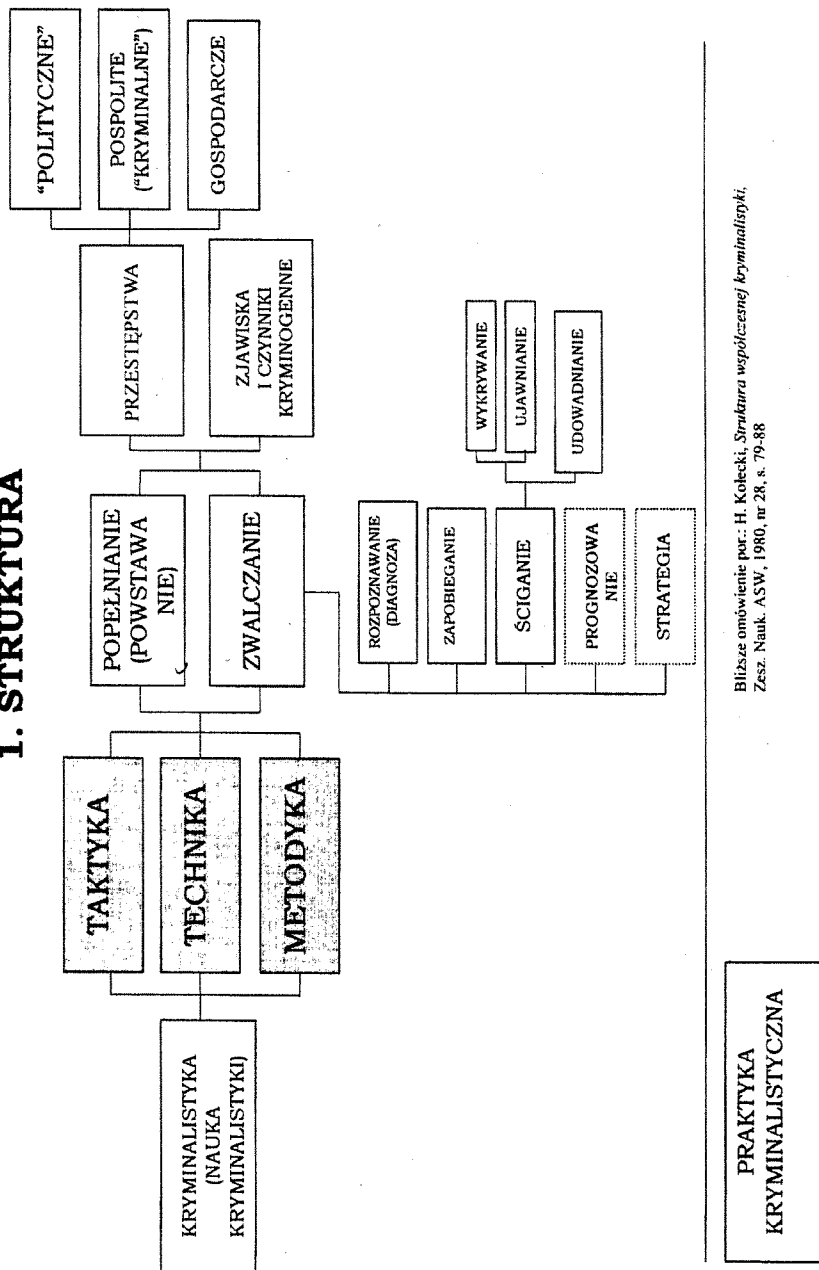 1. STRUKTURA
KRYMINALISTYKA
(NAUKA
KRYMINALISTYKI)
TAKTYKA
TECHNIKA
METODYKA
POPEŁNIANIE
(POWSTAWA
NIE)
ZWALCZANIE
PRZESTĘPSTWA
ZJAWISKA
I CZYNNIKI
KRYMINOGENNE
“POLITYCZNE”
POSPOLITE
(“KRYMINALNE”)
GOSPODARCZE
ROZPOZNAWANIE
(DIAGNOZA)
ZAPOBIEGANIE
ŚCIGANIE
PROGNOZOWA
NIE
STRATEGIA
WYKRYWANIE
UJAWNIANIE
UDOWADNIANIE
PRAKTYKA
KRYMINALISTYCZNA
Bliższe omówienie por.: H. Kołecki, Struktura współczesnej kryminalistyki,
Zesz. Nauk. ASW, 1980, nr 28, s. 79-88